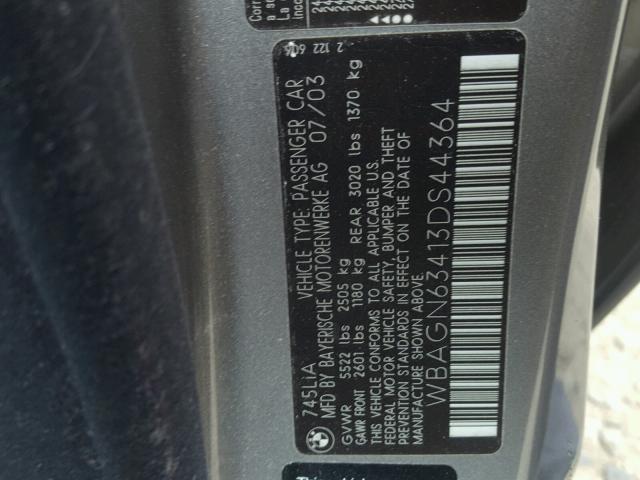 745LiA VEHICLE TYPE: PASSENGER CAR
MFD BY BAYERISCHE MOTORENWERKE AG 07/03
GVWR 5522 lbs 2505 kg
GAWR FRONT 2601 lbs 1180 kg REAR 3020 lbs 1370 kg
THIS VEHICLE CONFORMS TO ALL APPLICABLE U.S.
FEDERAL MOTOR VEHICLE SAFETY, BUMPER AND THEFT
PREVENTION STANDARDS IN EFFECT ON THE DATE OF
MANUFACTURE SHOWN ABOVE.
WBAGN63413DS44364
2 122